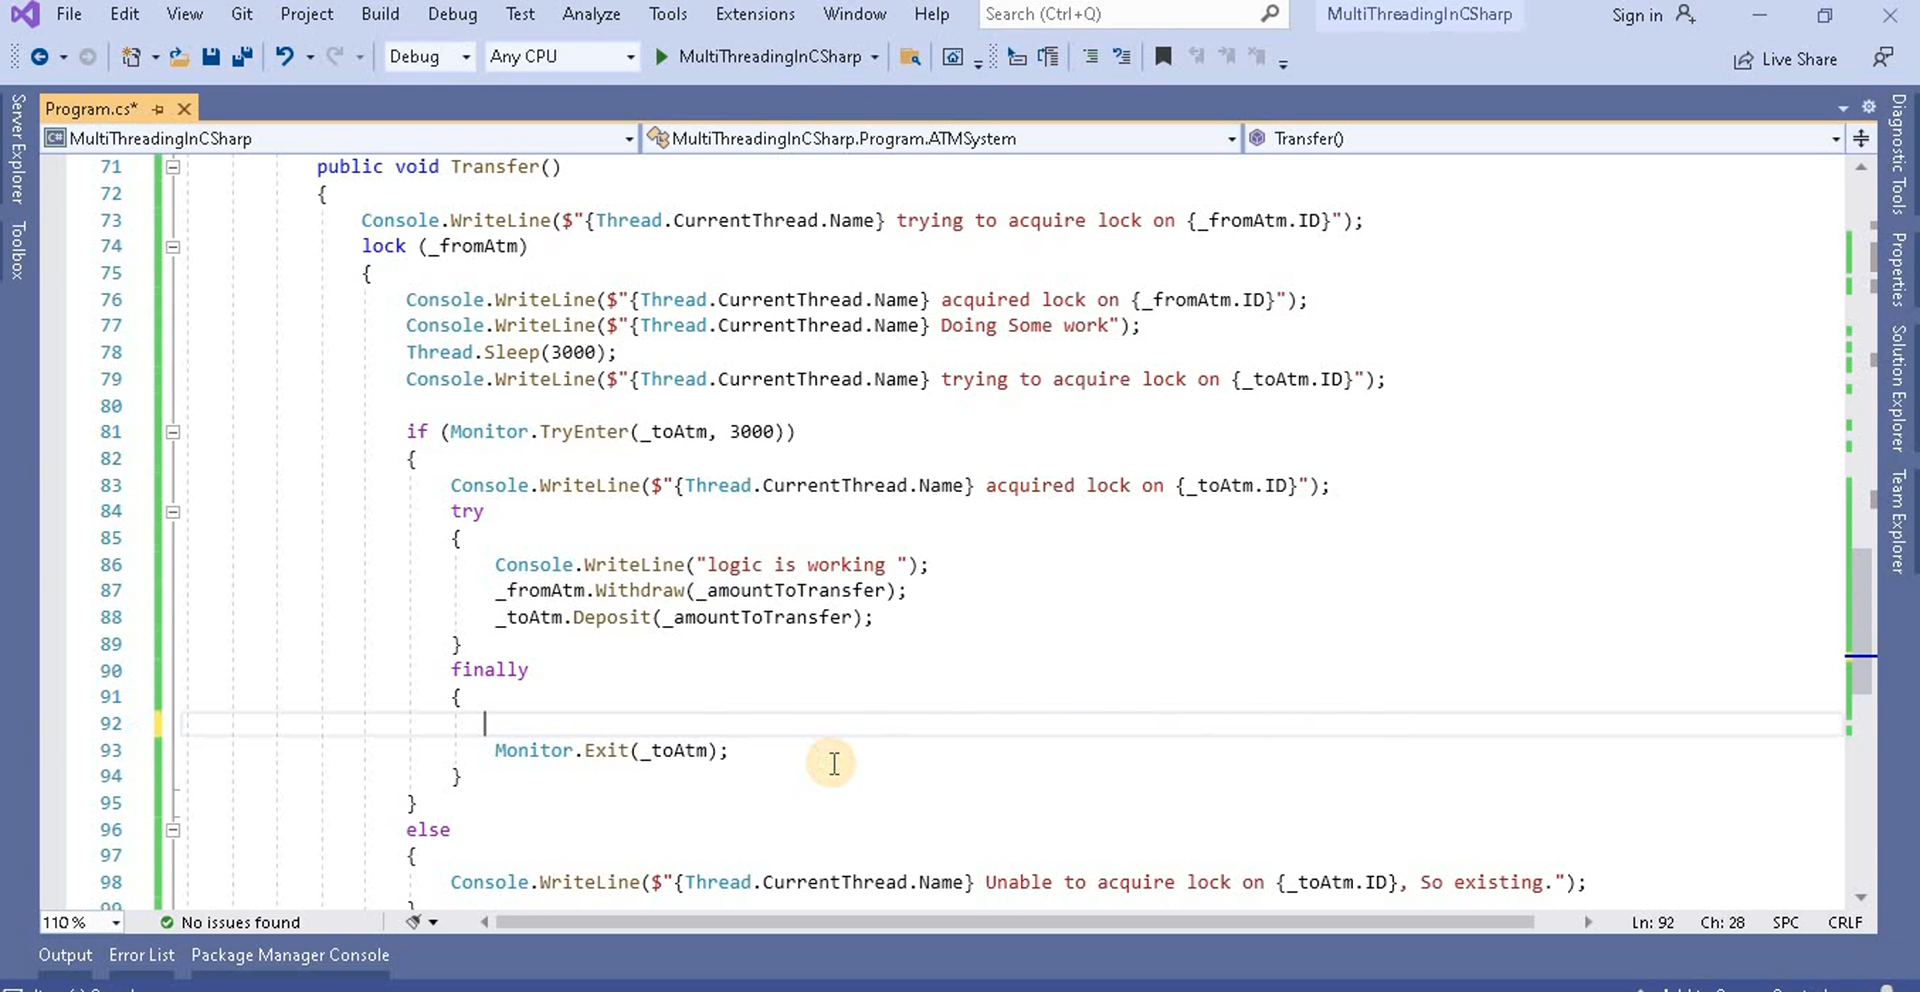 File Edit View Git Project Build Debug Test Analyze Tools Extensions Window Help Search (Ctrl+Q) MultiThreadingInCSharp Sign in
Debug Any CPU MultiThreadingInCSharp Live Share
Server Explorer
Toolbox
Program.cs*
MultiThreadingInCSharp MultiThreadingInCSharp.Program.ATMSystem Transfer()
71 public void Transfer()
72 {
73 Console.WriteLine($"{Thread.CurrentThread.Name} trying to acquire lock on {_fromAtm.ID}");
74 lock (_fromAtm)
75 {
76 Console.WriteLine($"{Thread.CurrentThread.Name} acquired lock on {_fromAtm.ID}");
77 Console.WriteLine($"{Thread.CurrentThread.Name} Doing Some work");
78 Thread.Sleep(3000);
79 Console.WriteLine($"{Thread.CurrentThread.Name} trying to acquire lock on {_toAtm.ID}");
80
81 if (Monitor.TryEnter(_toAtm, 3000))
82 {
83 Console.WriteLine($"{Thread.CurrentThread.Name} acquired lock on {_toAtm.ID}");
84 try
85 {
86 Console.WriteLine("logic is working ");
87 _fromAtm.Withdraw(_amountToTransfer);
88 _toAtm.Deposit(_amountToTransfer);
89 }
90 finally
91 {
92
93 Monitor.Exit(_toAtm);
94 }
95 }
96 else
97 {
98 Console.WriteLine($"{Thread.CurrentThread.Name} Unable to acquire lock on {_toAtm.ID}, So existing.");
Diagnostic Tools
Properties
Solution Explorer
Team Explorer
110 % No issues found Ln: 92 Ch: 28 SPC CRLF
Output Error List Package Manager Console